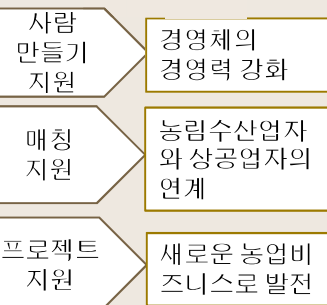 사람
만들기
지원
경영체의
경영력 강화
매칭
지원
농림수산업자
와 상공업자의
연계
프로젝트
지원
새로운 농업비
즈니스로 발전